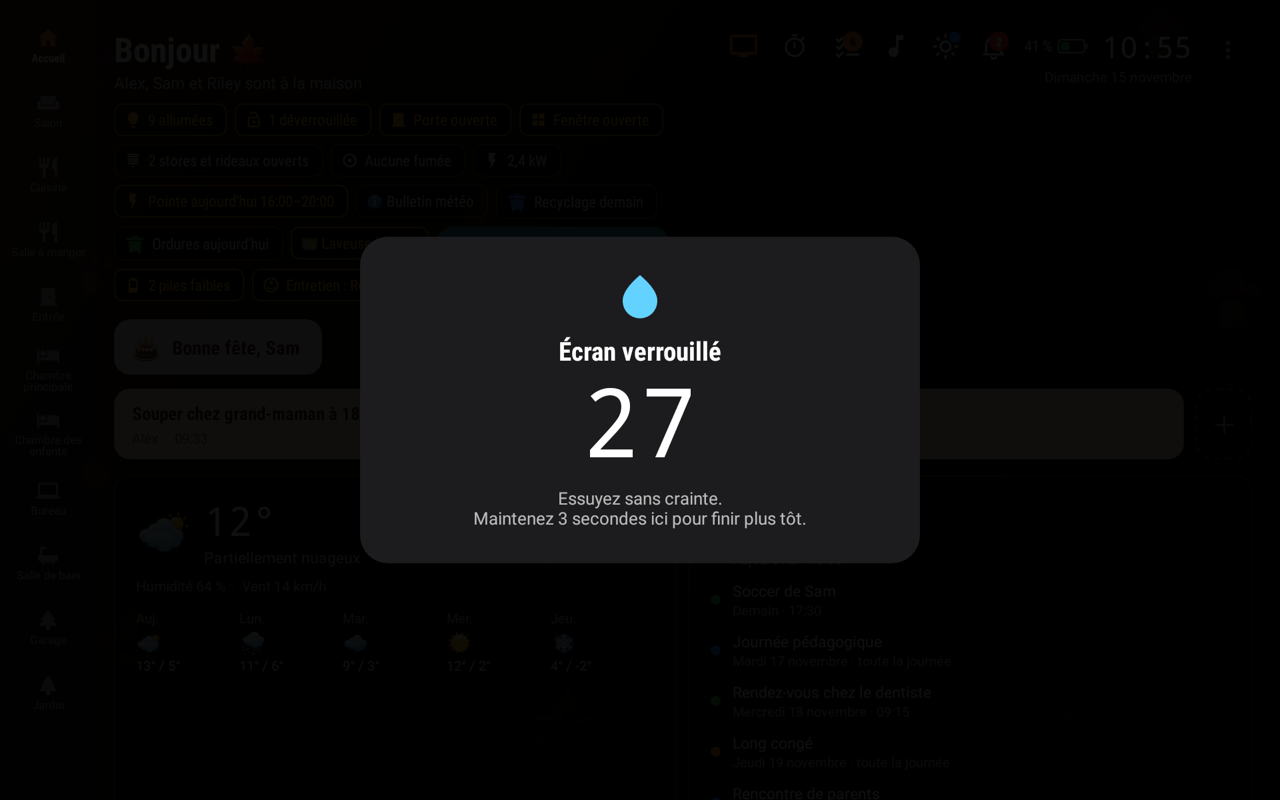 Accueil
Salon
Cuisine
Salle à manger
Entrée
Chambre
principale
Chambre des
enfants
Bureau
Salle de bain
Garage
Jardin
Bonjour
Alex, Sam et Riley sont à la maison
2
41 %
10:55
Dimanche 15 novembre
9 allumées
1 déverrouillée
Porte ouverte
Fenêtre ouverte
2 stores et rideaux ouverts
Aucune fumée
2,4 kW
Pointe aujourd'hui 16:00–20:00
Bulletin météo
Recyclage demain
Ordures aujourd'hui
2 piles faibles
Bonne fête, Sam
Souper chez grand-maman à 18
Alex · 09:33
Écran verrouillé
27
Essuyez sans crainte.
Maintenez 3 secondes ici pour finir plus tôt.
12°
Partiellement nuageux
Humidité 64 % · Vent 14 km/h
Auj. Lun. Mar. Mer. Jeu.
13° / 5° 11° / 6° 9° / 3° 12° / 2° 4° / -2°
Soccer de Sam
Demain · 17:30
Journée pédagogique
Mardi 17 novembre · toute la journée
Rendez-vous chez le dentiste
Mercredi 18 novembre · 09:15
Long congé
Jeudi 19 novembre · toute la journée
Rencontre de parents